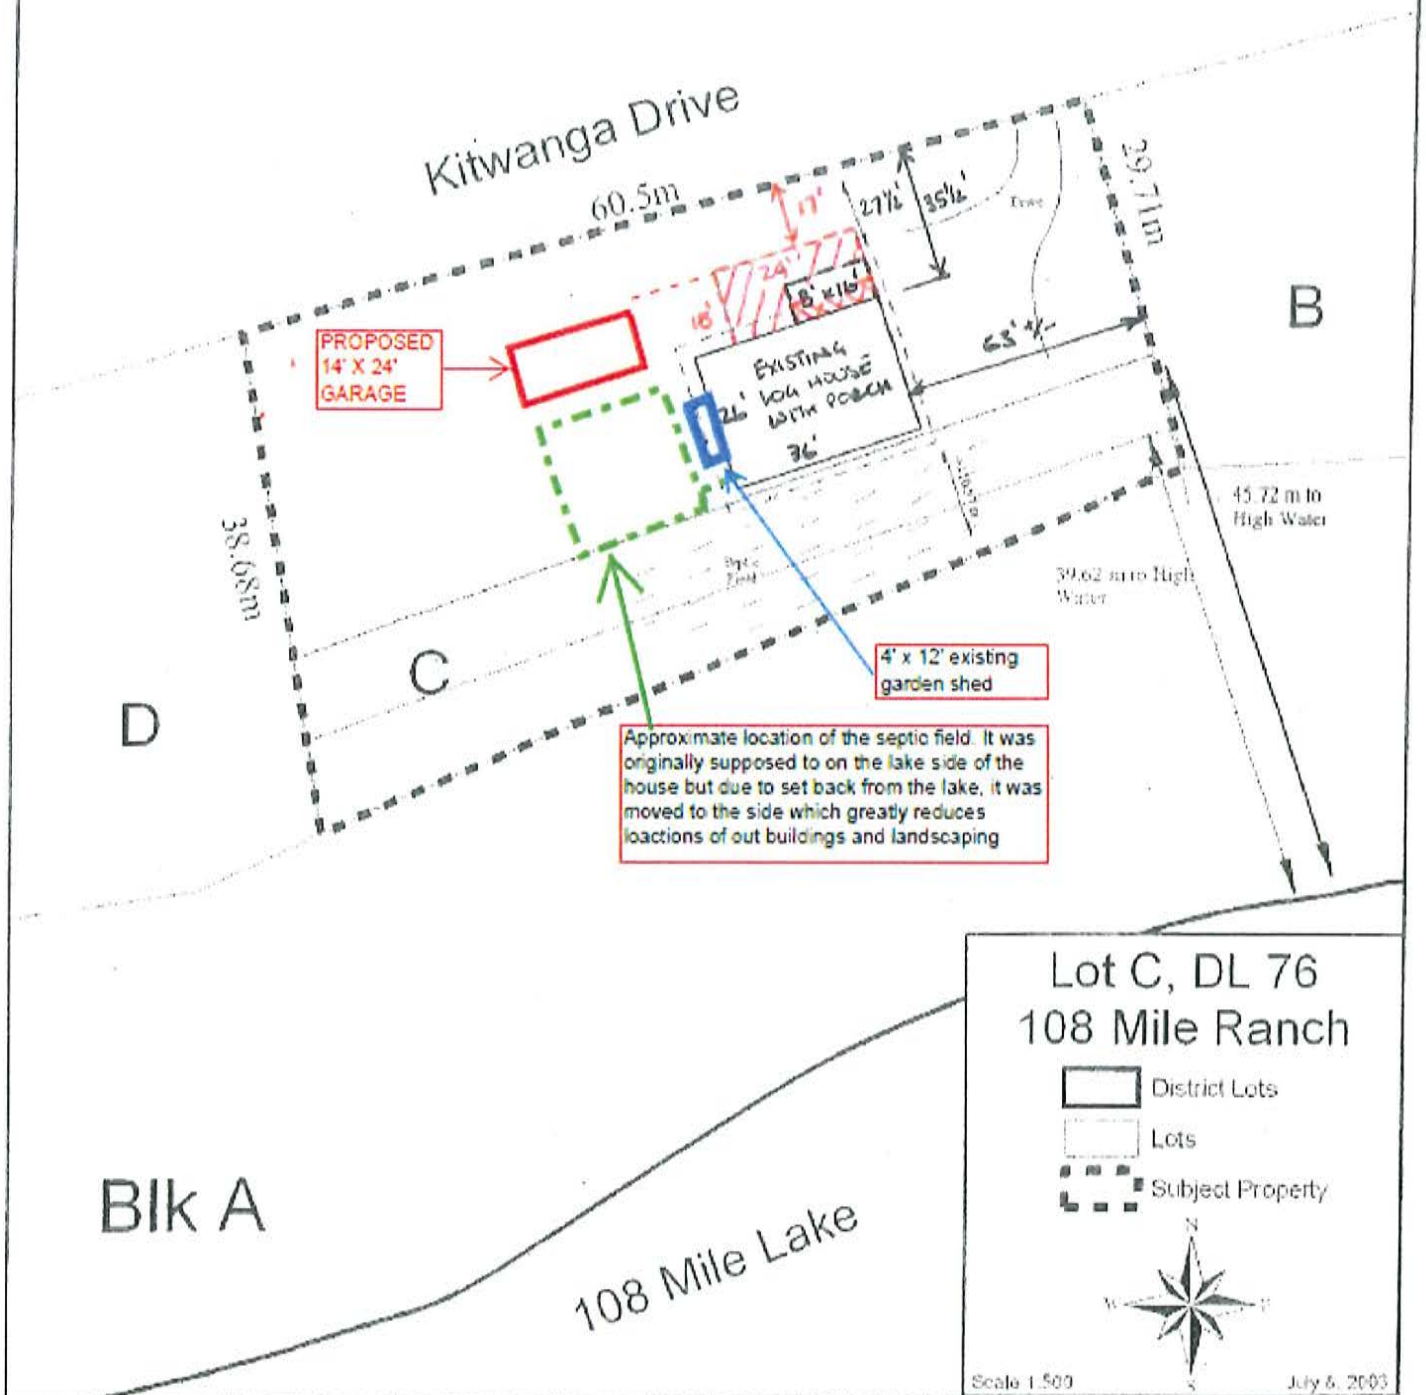 Kitwanga Drive
60.5m
29.71m
17'
27½'
35½'
24'
8' x 16'
18'
B
PROPOSED
14' X 24'
GARAGE
EXISTING
LOG HOUSE
WITH PORCH
26'
36'
63' +/-
38.68m
45.72 m to
High Water
39.62 m to High
Water
Septic
Field
C
D
4' x 12' existing
garden shed
Approximate location of the septic field. It was
originally supposed to on the lake side of the
house but due to set back from the lake, it was
moved to the side which greatly reduces
loactions of out buildings and landscaping
Lot C, DL 76
108 Mile Ranch
District Lots
Lots
Subject Property
N
W
E
S
Scale 1:500
July 6, 2003
Blk A
108 Mile Lake